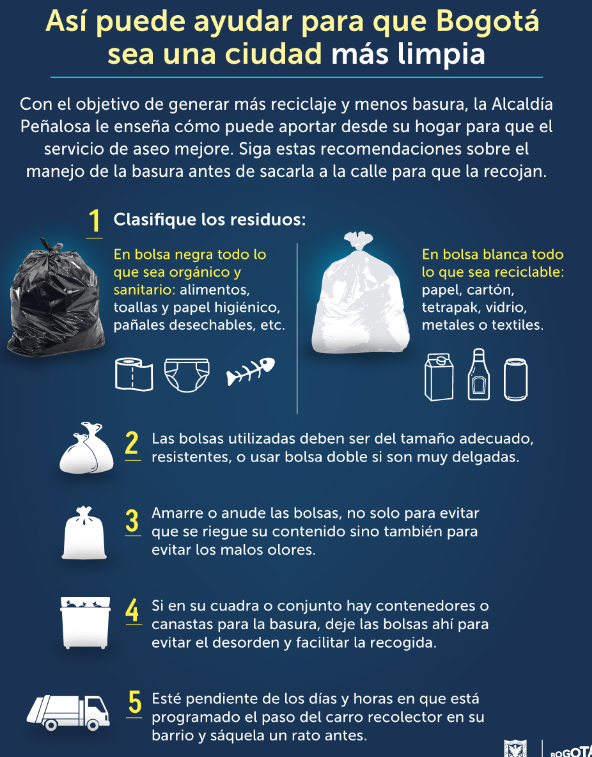 Así puede ayudar para que Bogotá
sea una ciudad más limpia
Con el objetivo de generar más reciclaje y menos basura, la Alcaldía
Peñalosa le enseña cómo puede aportar desde su hogar para que el
servicio de aseo mejore. Siga estas recomendaciones sobre el
manejo de la basura antes de sacarla a la calle para que la recojan.
1 Clasifique los residuos:
En bolsa negra todo lo
que sea orgánico y
sanitario: alimentos,
toallas y papel higiénico,
pañales desechables, etc.
En bolsa blanca todo
lo que sea reciclable:
papel, cartón,
tetrapak, vidrio,
metales o textiles.
2 Las bolsas utilizadas deben ser del tamaño adecuado,
resistentes, o usar bolsa doble si son muy delgadas.
3 Amarre o anude las bolsas, no solo para evitar
que se riegue su contenido sino también para
evitar los malos olores.
4 Si en su cuadra o conjunto hay contenedores o
canastas para la basura, deje las bolsas ahí para
evitar el desorden y facilitar la recogida.
5 Esté pendiente de los días y horas en que está
programado el paso del carro recolector en su
barrio y sáquela un rato antes.
BOGOTÁ